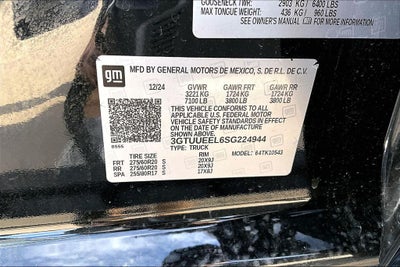 GOOSENECK TWR: 2903 KG / 6400 LBS
MAX TONGUE WEIGHT: 436 KG / 960 LBS
SEE OWNER'S MANUAL FOR ADDITIONAL
gm
MFD BY GENERAL MOTORS DE MEXICO, S. DE R.L. DE C.V.
12/24 GVWR GAWR FRT GAWR RR
3221 KG 1724 KG 1724 KG
7100 LB 3800 LB 3800 LB
THIS VEHICLE CONFORMS TO ALL
APPLICABLE U.S. FEDERAL MOTOR
VEHICLE SAFETY STANDARDS IN
EFFECT ON THE DATE OF
MANUFACTURE SHOWN ABOVE.
3GTUUEEL6SG224944
TYPE: TRUCK
MODEL: 64TK10543
TIRE SIZE RIM
FRT 275/60R20 20X9J
RR 275/60R20 20X9J
SPA 255/80R17 17X8J